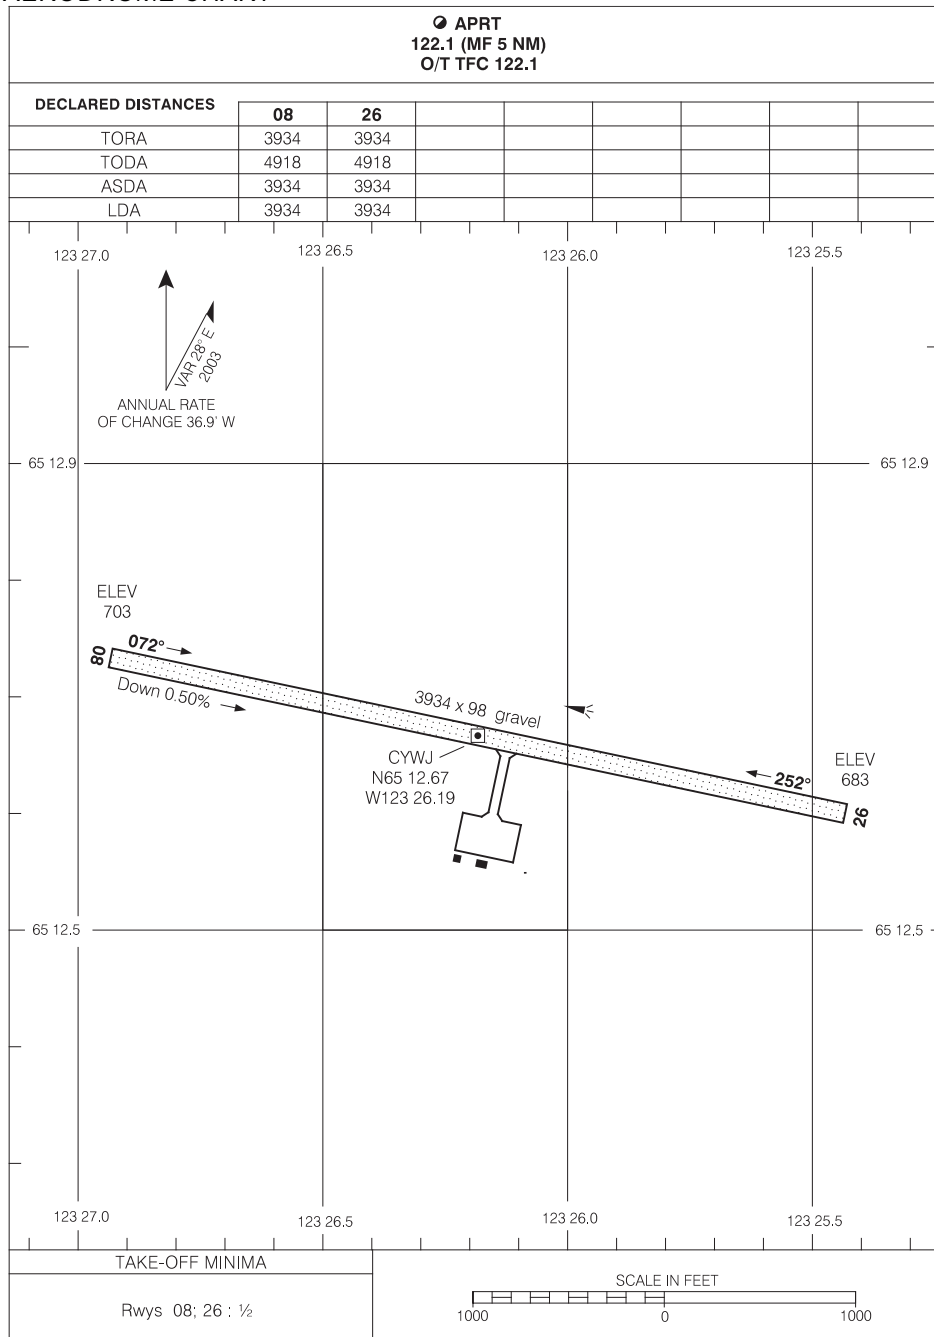 APRT
122.1 (MF 5 NM)
O/T TFC 122.1
DECLARED DISTANCES 08 26
TORA 3934 3934
TODA 4918 4918
ASDA 3934 3934
LDA 3934 3934
123 27.0 123 26.5 123 26.0 123 25.5
VAR 28° E
2003
ANNUAL RATE
OF CHANGE 36.9' W
65 12.9 65 12.9
ELEV
703
08
072°
Down 0.50%
3934 x 98 gravel
CYWJ
N65 12.67
W123 26.19
252°
ELEV
683
26
65 12.5 65 12.5
123 27.0 123 26.5 123 26.0 123 25.5
TAKE-OFF MINIMA
Rwys 08; 26 : ½
SCALE IN FEET
1000 0 1000